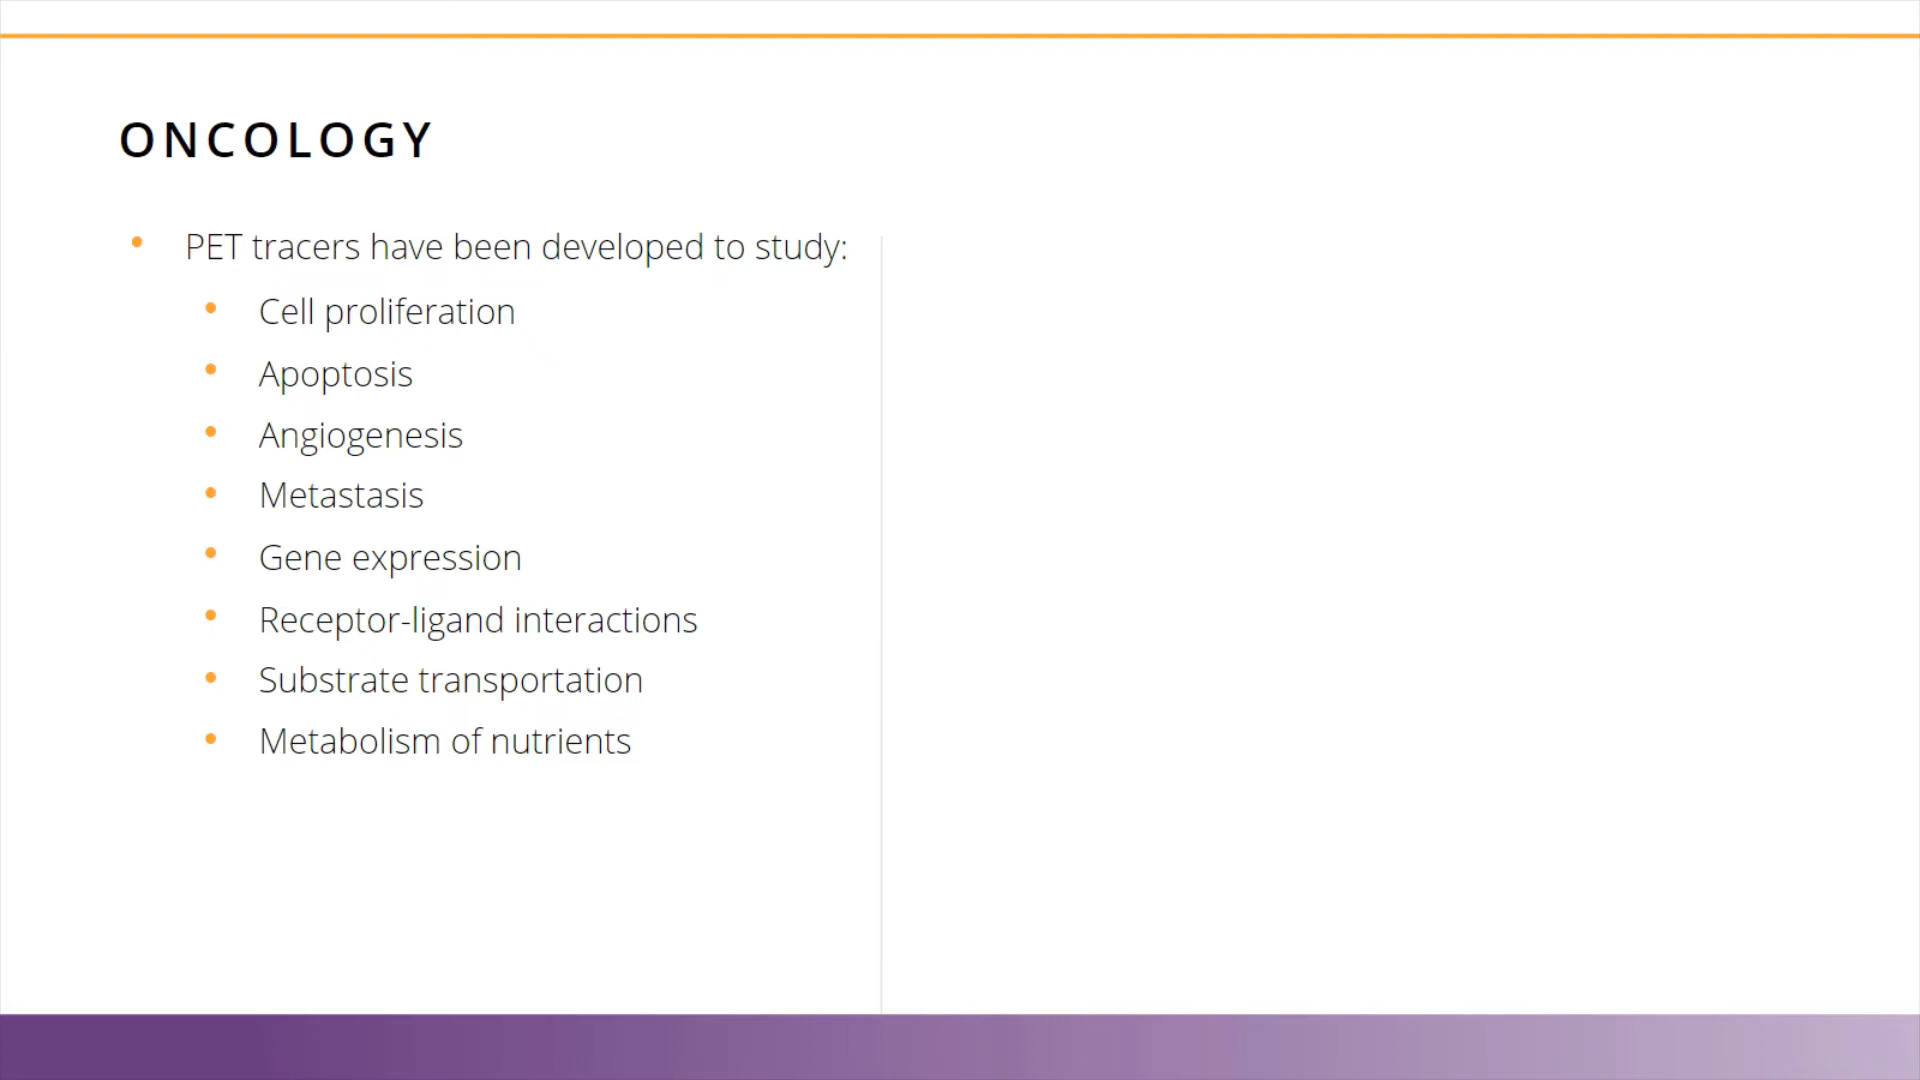 ONCOLOGY
• PET tracers have been developed to study:
• Cell proliferation
• Apoptosis
• Angiogenesis
• Metastasis
• Gene expression
• Receptor-ligand interactions
• Substrate transportation
• Metabolism of nutrients